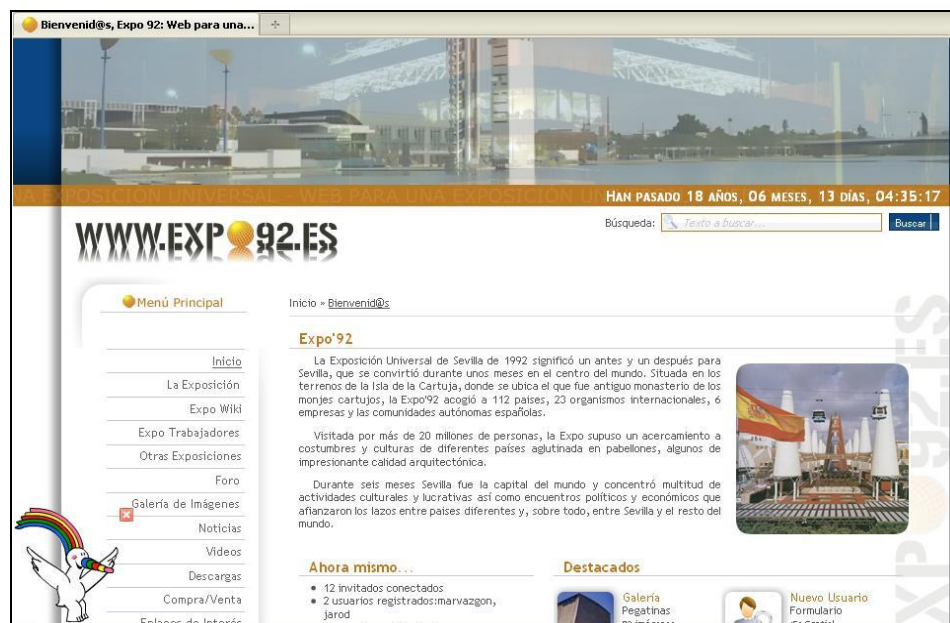 Bienvenid@s, Expo 92: Web para una...
HAN PASADO 18 AÑOS, 06 MESES, 13 DÍAS, 04:35:17
WWW.EXPO92.ES
Búsqueda:
Texto a buscar...
Buscar
Menú Principal
Inicio
La Exposición
Expo Wiki
Expo Trabajadores
Otras Exposiciones
Foro
Galería de Imágenes
Noticias
Videos
Descargas
Compra/Venta
Enlaces de Interés
Inicio » Bienvenid@s
Expo'92
La Exposición Universal de Sevilla de 1992 significó un antes y un después para
Sevilla, que se convirtió durante unos meses en el centro del mundo. Situada en los
terrenos de la Isla de la Cartuja, donde se ubica el que fue antiguo monasterio de los
monjes cartujos, la Expo'92 acogió a 112 paises, 23 organismos internacionales, 6
empresas y las comunidades autónomas españolas.
Visitada por más de 20 millones de personas, la Expo supuso un acercamiento a
costumbres y culturas de diferentes países aglutinada en pabellones, algunos de
impresionante calidad arquitectónica.
Durante seis meses Sevilla fue la capital del mundo y concentró multitud de
actividades culturales y lucrativas así como encuentros políticos y económicos que
afianzaron los lazos entre paises diferentes y, sobre todo, entre Sevilla y el resto del
mundo.
Ahora mismo...
12 invitados conectados
2 usuarios registrados:marvazgon,
jarod
Destacados
Galería
Pegatinas
Nuevo Usuario
Formulario